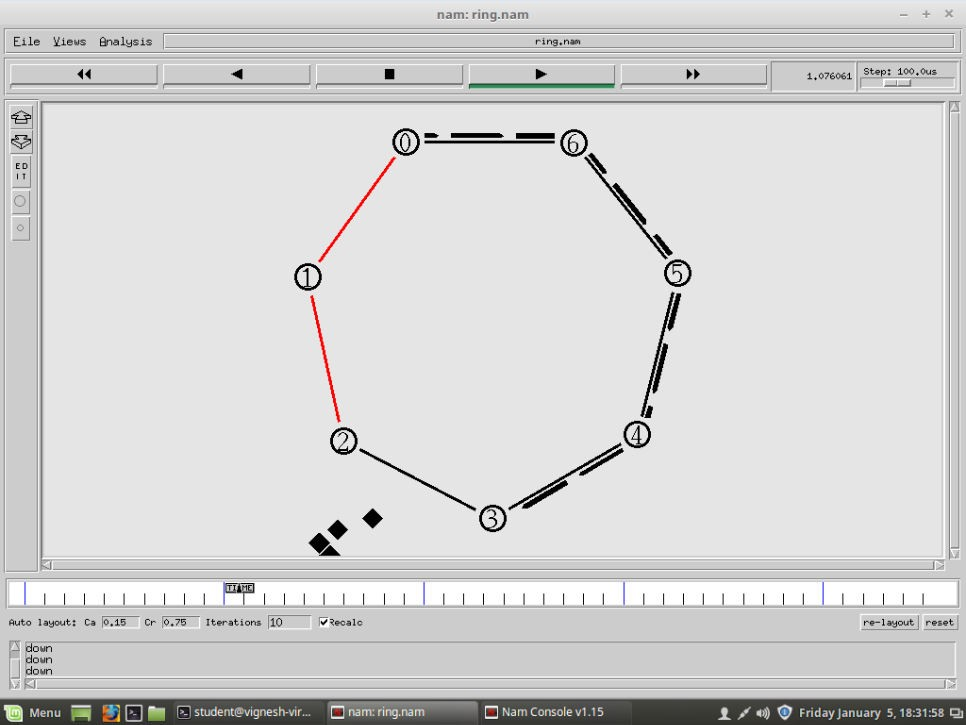 nam: ring.nam
File Views Analysis ring.nam
1.076061 Step: 100.0us
ED
IT
0
6
1
5
2
4
3
TIME
Auto layout: Ca 0.15 Cr 0.75 Iterations 10 Recalc re-layout reset
down
down
down
Menu student@vignesh-vir... nam: ring.nam Nam Console v1.15 Friday January 5, 18:31:58